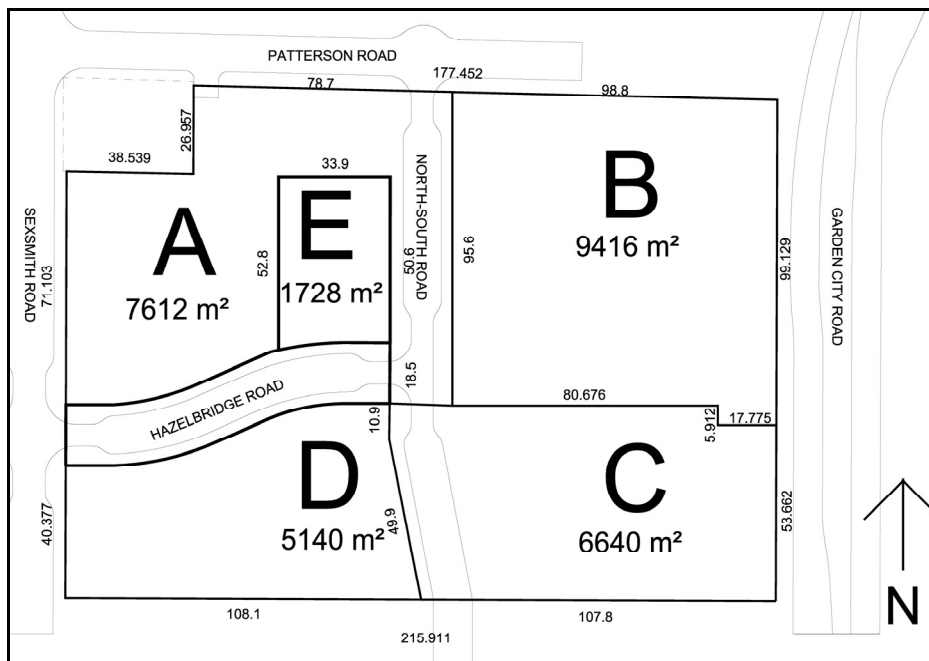 PATTERSON ROAD
177.452
78.7
98.8
26.957
38.539
33.9
A
7612 m²
E
1728 m²
52.8
50.6
NORTH-SOUTH ROAD
95.6
B
9416 m²
99.129
GARDEN CITY ROAD
SEXSMITH ROAD
71.103
HAZELBRIDGE ROAD
18.5
10.9
80.676
5.912
17.775
D
5140 m²
49.9
C
6640 m²
53.662
40.377
108.1
215.911
107.8
N